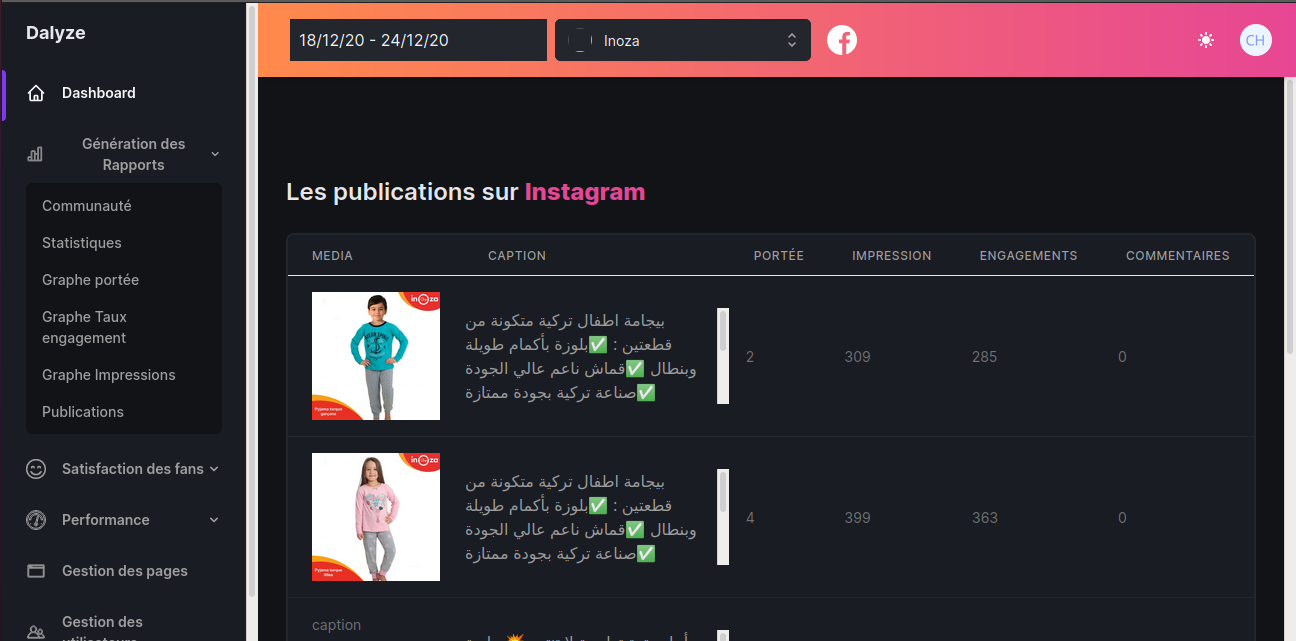 Dalyze
18/12/20 - 24/12/20
Inoza
CH
Dashboard
Génération des
Rapports
Communauté
Statistiques
Graphe portée
Graphe Taux
engagement
Graphe Impressions
Publications
Satisfaction des fans
Performance
Gestion des pages
Gestion des
utilisateurs
Les publications sur Instagram
MEDIA CAPTION PORTÉE IMPRESSION ENGAGEMENTS COMMENTAIRES
inoza
Pyjama turque
garçons
بيجامة اطفال تركية متكونة من
قطعتين : ✅بلوزة بأكمام طويلة
وبنطال ✅قماش ناعم عالي الجودة
✅صناعة تركية بجودة ممتازة
2 309 285 0
inoza
Pyjama turque
filles
بيجامة اطفال تركية متكونة من
قطعتين : ✅بلوزة بأكمام طويلة
وبنطال ✅قماش ناعم عالي الجودة
✅صناعة تركية بجودة ممتازة
4 399 363 0
caption